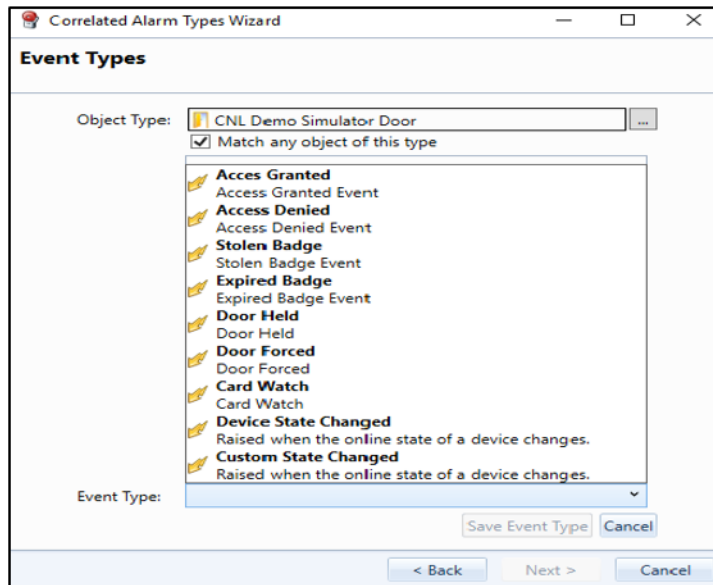 Correlated Alarm Types Wizard
Event Types
Object Type: CNL Demo Simulator Door ...
Match any object of this type
Acces Granted
Access Granted Event
Access Denied
Access Denied Event
Stolen Badge
Stolen Badge Event
Expired Badge
Expired Badge Event
Door Held
Door Held
Door Forced
Door Forced
Card Watch
Card Watch
Device State Changed
Raised when the online state of a device changes.
Custom State Changed
Raised when the online state of a device changes.
Event Type:
Save Event Type Cancel
< Back Next > Cancel